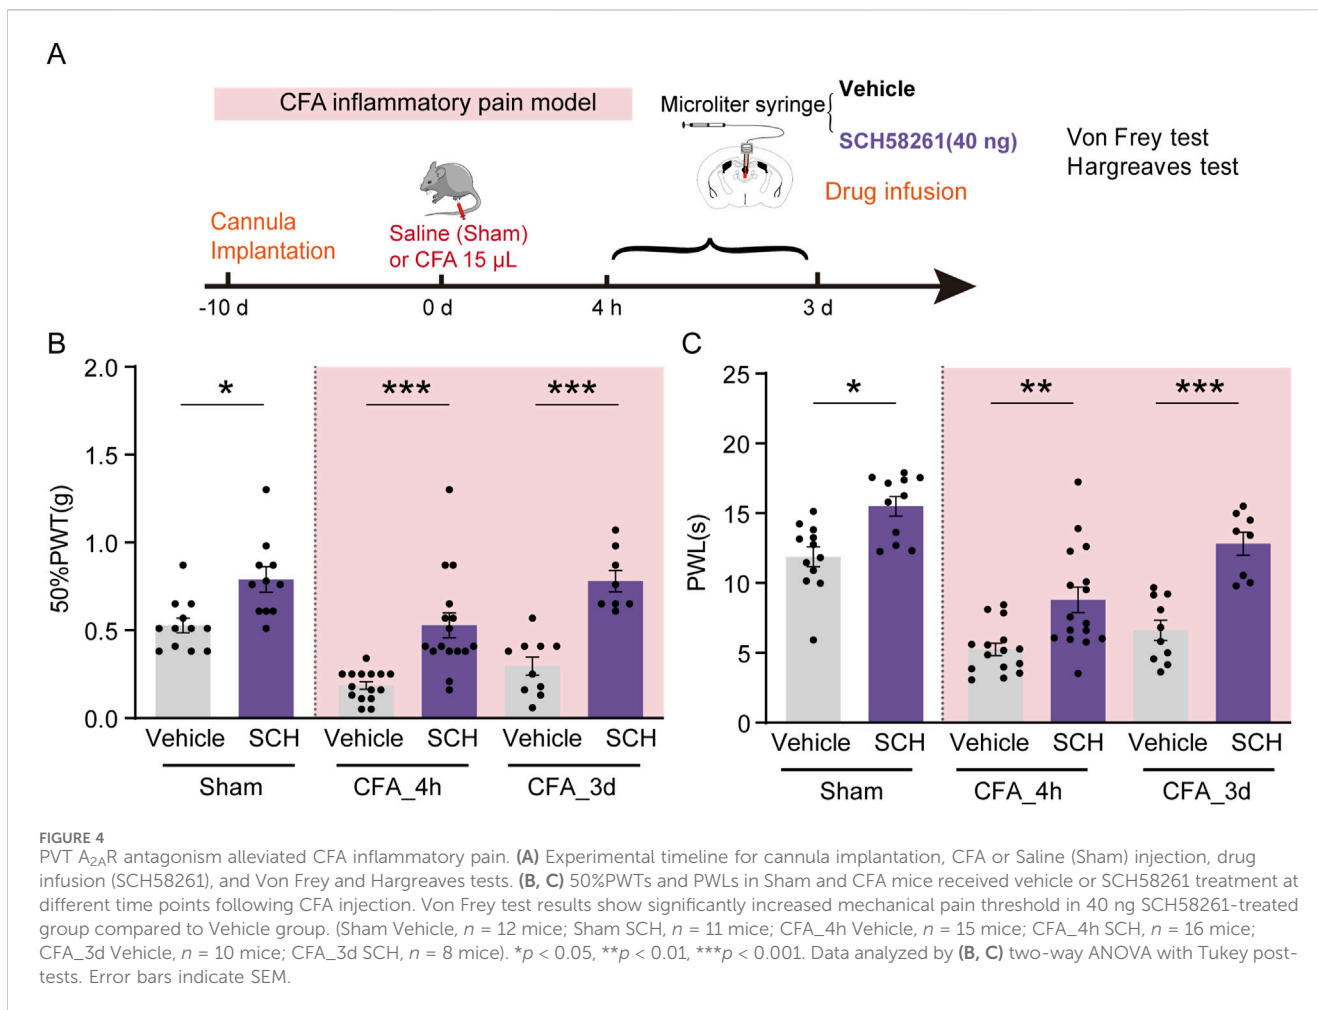 A
CFA inflammatory pain model
Microliter syringe
Vehicle
SCH58261(40 ng)
Von Frey test
Hargreaves test
Drug infusion
Cannula
Implantation
Saline (Sham)
or CFA 15 μL
-10 d
0 d
4 h
3 d
B
50%PWT(g)
2.0
1.5
1.0
0.5
0.0
*
***
***
Vehicle
SCH
Vehicle
SCH
Vehicle
SCH
Sham
CFA_4h
CFA_3d
C
PWL(s)
25
20
15
10
5
0
*
**
***
Vehicle
SCH
Vehicle
SCH
Vehicle
SCH
Sham
CFA_4h
CFA_3d
FIGURE 4
PVT A2AR antagonism alleviated CFA inflammatory pain. (A) Experimental timeline for cannula implantation, CFA or Saline (Sham) injection, drug
infusion (SCH58261), and Von Frey and Hargreaves tests. (B, C) 50%PWTs and PWLs in Sham and CFA mice received vehicle or SCH58261 treatment at
different time points following CFA injection. Von Frey test results show significantly increased mechanical pain threshold in 40 ng SCH58261-treated
group compared to Vehicle group. (Sham Vehicle, n = 12 mice; Sham SCH, n = 11 mice; CFA_4h Vehicle, n = 15 mice; CFA_4h SCH, n = 16 mice;
CFA_3d Vehicle, n = 10 mice; CFA_3d SCH, n = 8 mice). *p < 0.05, **p < 0.01, ***p < 0.001. Data analyzed by (B, C) two-way ANOVA with Tukey post-
tests. Error bars indicate SEM.